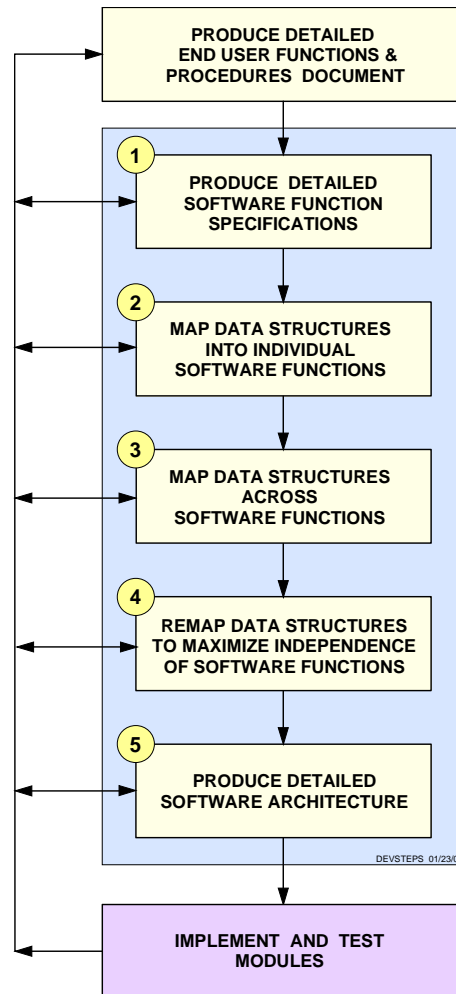 PRODUCE DETAILED
END USER FUNCTIONS &
PROCEDURES DOCUMENT
1
PRODUCE DETAILED
SOFTWARE FUNCTION
SPECIFICATIONS
2
MAP DATA STRUCTURES
INTO INDIVIDUAL
SOFTWARE FUNCTIONS
3
MAP DATA STRUCTURES
ACROSS
SOFTWARE FUNCTIONS
4
REMAP DATA STRUCTURES
TO MAXIMIZE INDEPENDENCE
OF SOFTWARE FUNCTIONS
5
PRODUCE DETAILED
SOFTWARE ARCHITECTURE
DEVSTEPS
IMPLEMENT AND TEST
MODULES